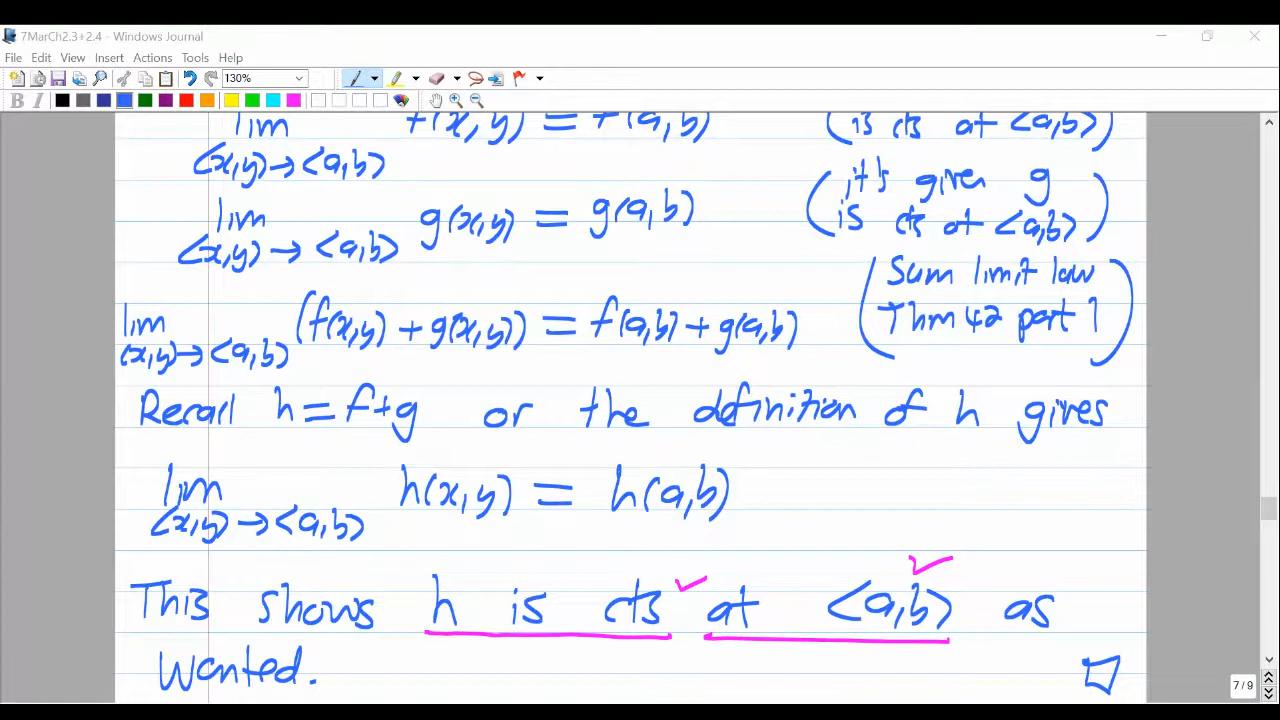 7MarCh2.3+2.4 - Windows Journal
File Edit View Insert Actions Tools Help
130%
B I
lim f(x,y) = f(a,b) (is cts at <a,b>)
<x,y>→<a,b>
lim g(x,y) = g(a,b) (it's given g
<x,y>→<a,b> is cts at <a,b>)
lim (f(x,y)+g(x,y)) = f(a,b)+g(a,b) (Sum limit law
<x,y>→<a,b> Thm 42 part 1)
Recall h=f+g or the definition of h gives
lim h(x,y) = h(a,b)
<x,y>→<a,b>
This shows h is cts at <a,b> as
wanted. □
7/9